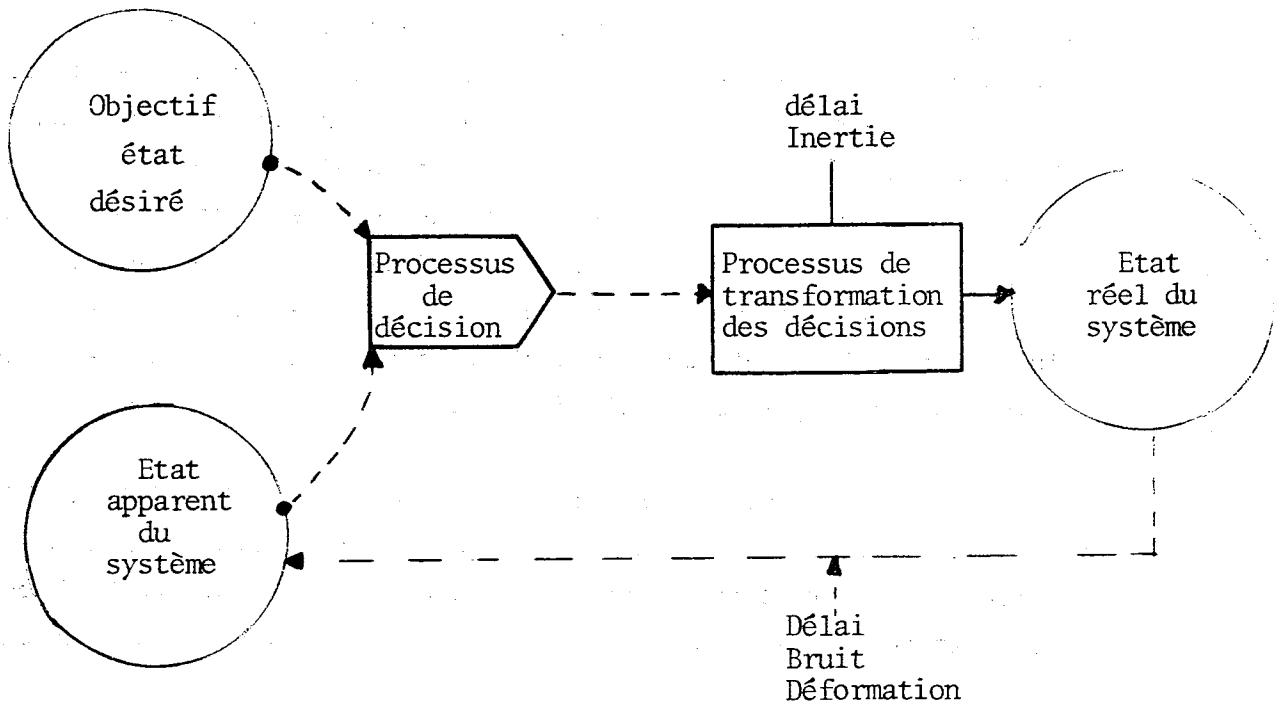 Objectif
état
désiré
délai
Inertie
Processus
de
décision
Processus de
transformation
des décisions
Etat
réel du
système
Etat
apparent
du
système
Délai
Bruit
Déformation